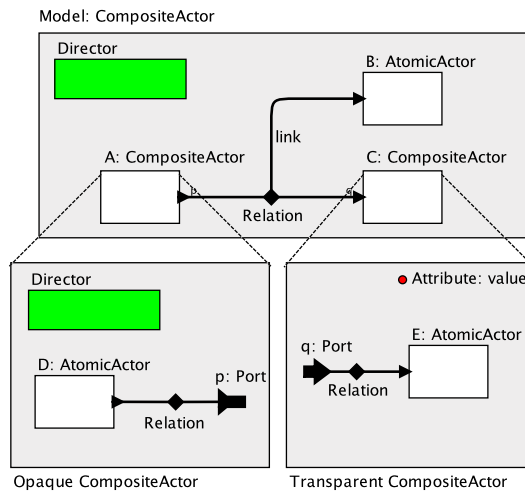 Model: CompositeActor
Director
B: AtomicActor
link
A: CompositeActor
C: CompositeActor
p
q
Relation
Director
D: AtomicActor
p: Port
Relation
Opaque CompositeActor
Attribute: value
E: AtomicActor
q: Port
Relation
Transparent CompositeActor